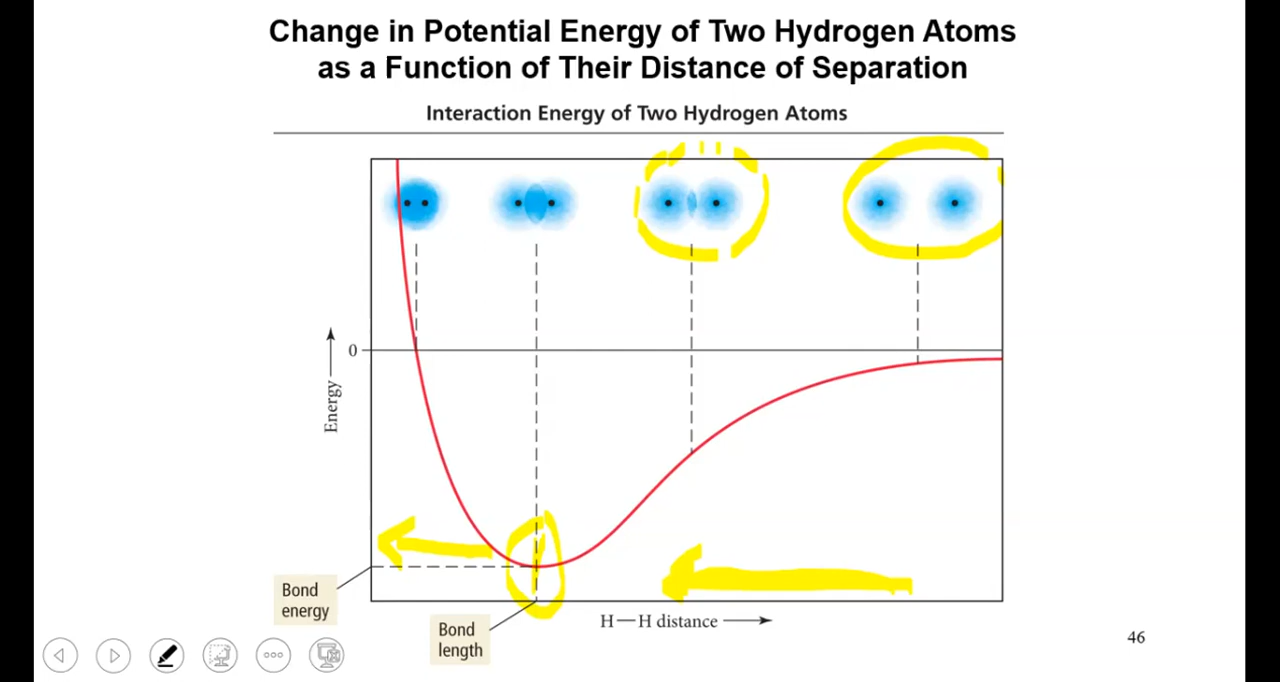 Change in Potential Energy of Two Hydrogen Atoms
as a Function of Their Distance of Separation
Interaction Energy of Two Hydrogen Atoms
0
Energy
Bond
energy
Bond
length
H—H distance
46